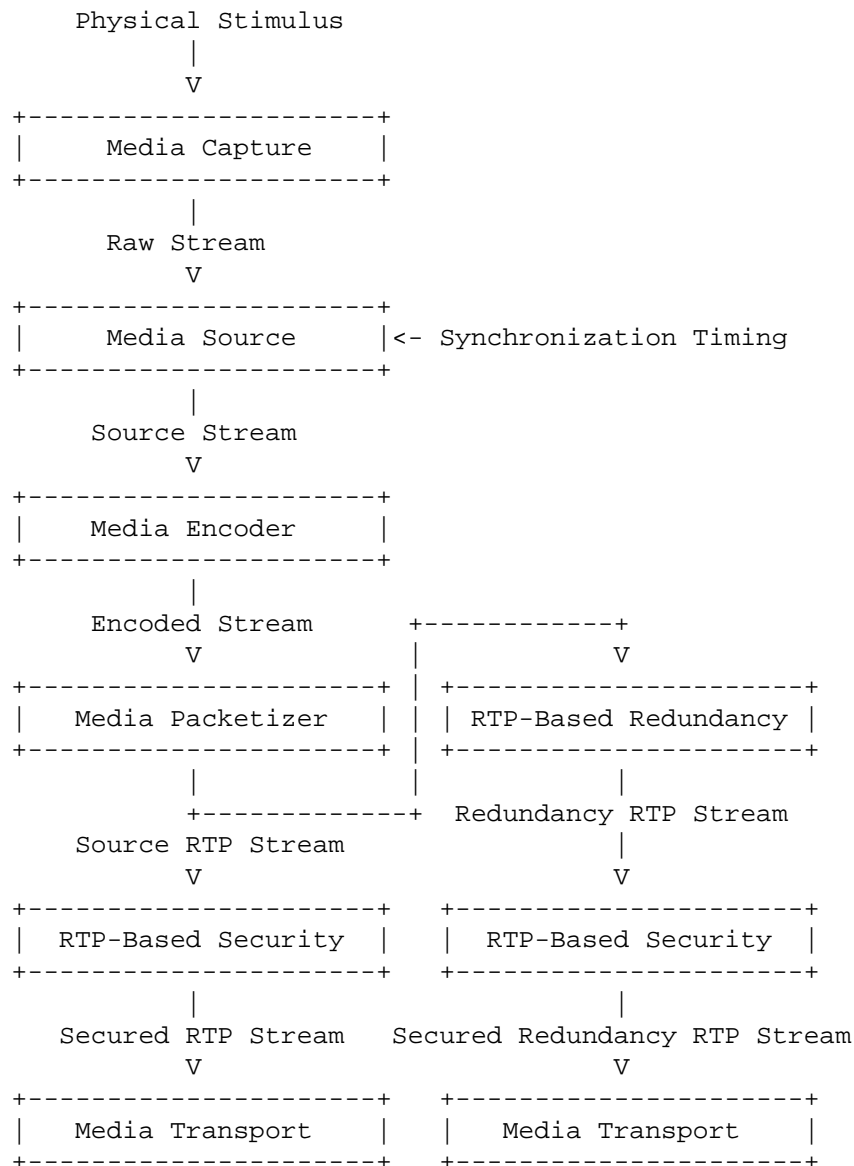 Physical Stimulus
|
V
+----------------------+
|     Media Capture    |
+----------------------+
|
Raw Stream
V
+----------------------+
|     Media Source     |<- Synchronization Timing
+----------------------+
|
Source Stream
V
+----------------------+
|    Media Encoder     |
+----------------------+
|
Encoded Stream      +------------+
V             |            V
+----------------------+ | +----------------------+
|   Media Packetizer   | | | RTP-Based Redundancy |
+----------------------+ | +----------------------+
|             |            |
+-------------+  Redundancy RTP Stream
Source RTP Stream                 |
V                          V
+----------------------+   +----------------------+
|  RTP-Based Security  |   |  RTP-Based Security  |
+----------------------+   +----------------------+
|                          |
Secured RTP Stream   Secured Redundancy RTP Stream
V                          V
+----------------------+   +----------------------+
|   Media Transport    |   |   Media Transport    |
+----------------------+   +----------------------+